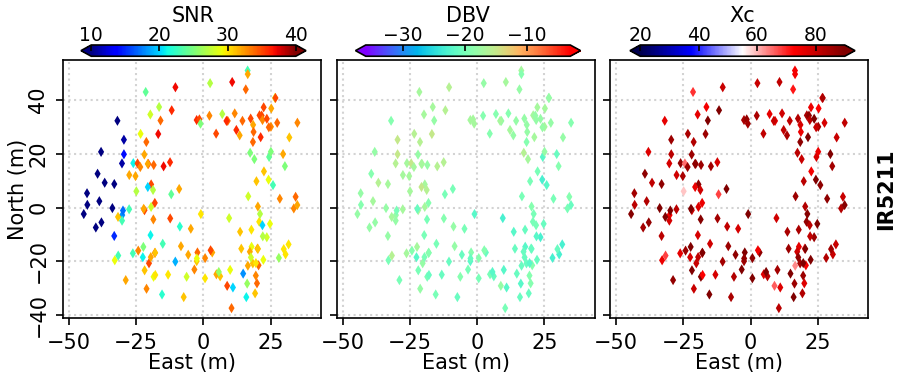 SNR DBV Xc
10 20 30 40 −30 −20 −10 20 40 60 80
40
20
0
−20
−40
North (m)
−50 −25 0 25 −50 −25 0 25 −50 −25 0 25
East (m) East (m) East (m)
IR5211